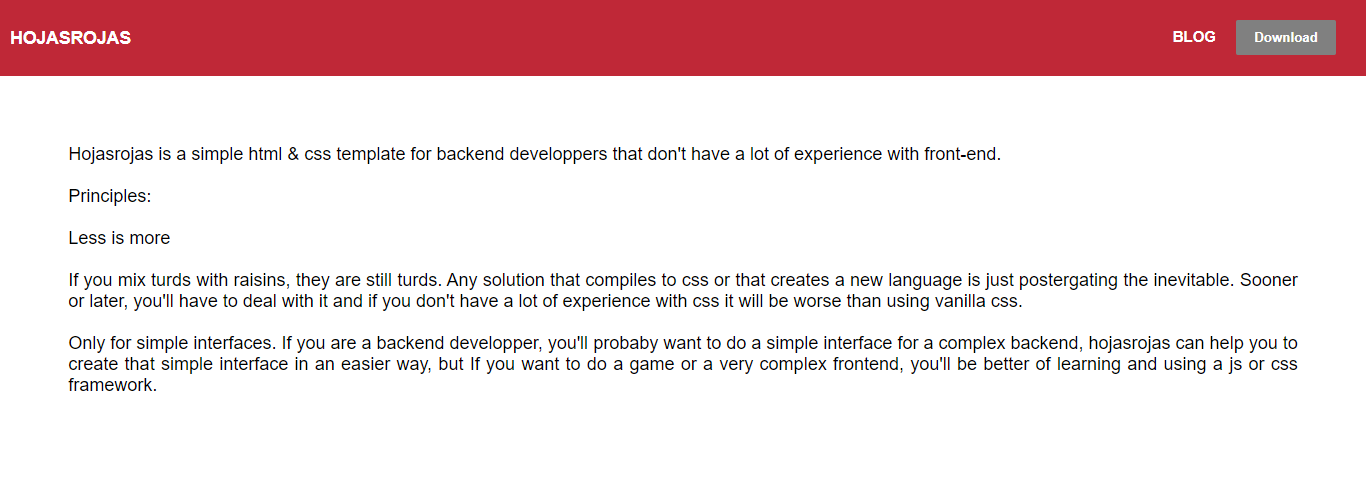 HOJASROJAS
BLOG
Download
Hojasrojas is a simple html & css template for backend developpers that don't have a lot of experience with front-end.
Principles:
Less is more
If you mix turds with raisins, they are still turds. Any solution that compiles to css or that creates a new language is just postergating the inevitable. Sooner
or later, you'll have to deal with it and if you don't have a lot of experience with css it will be worse than using vanilla css.
Only for simple interfaces. If you are a backend developper, you'll probaby want to do a simple interface for a complex backend, hojasrojas can help you to
create that simple interface in an easier way, but If you want to do a game or a very complex frontend, you'll be better of learning and using a js or css
framework.